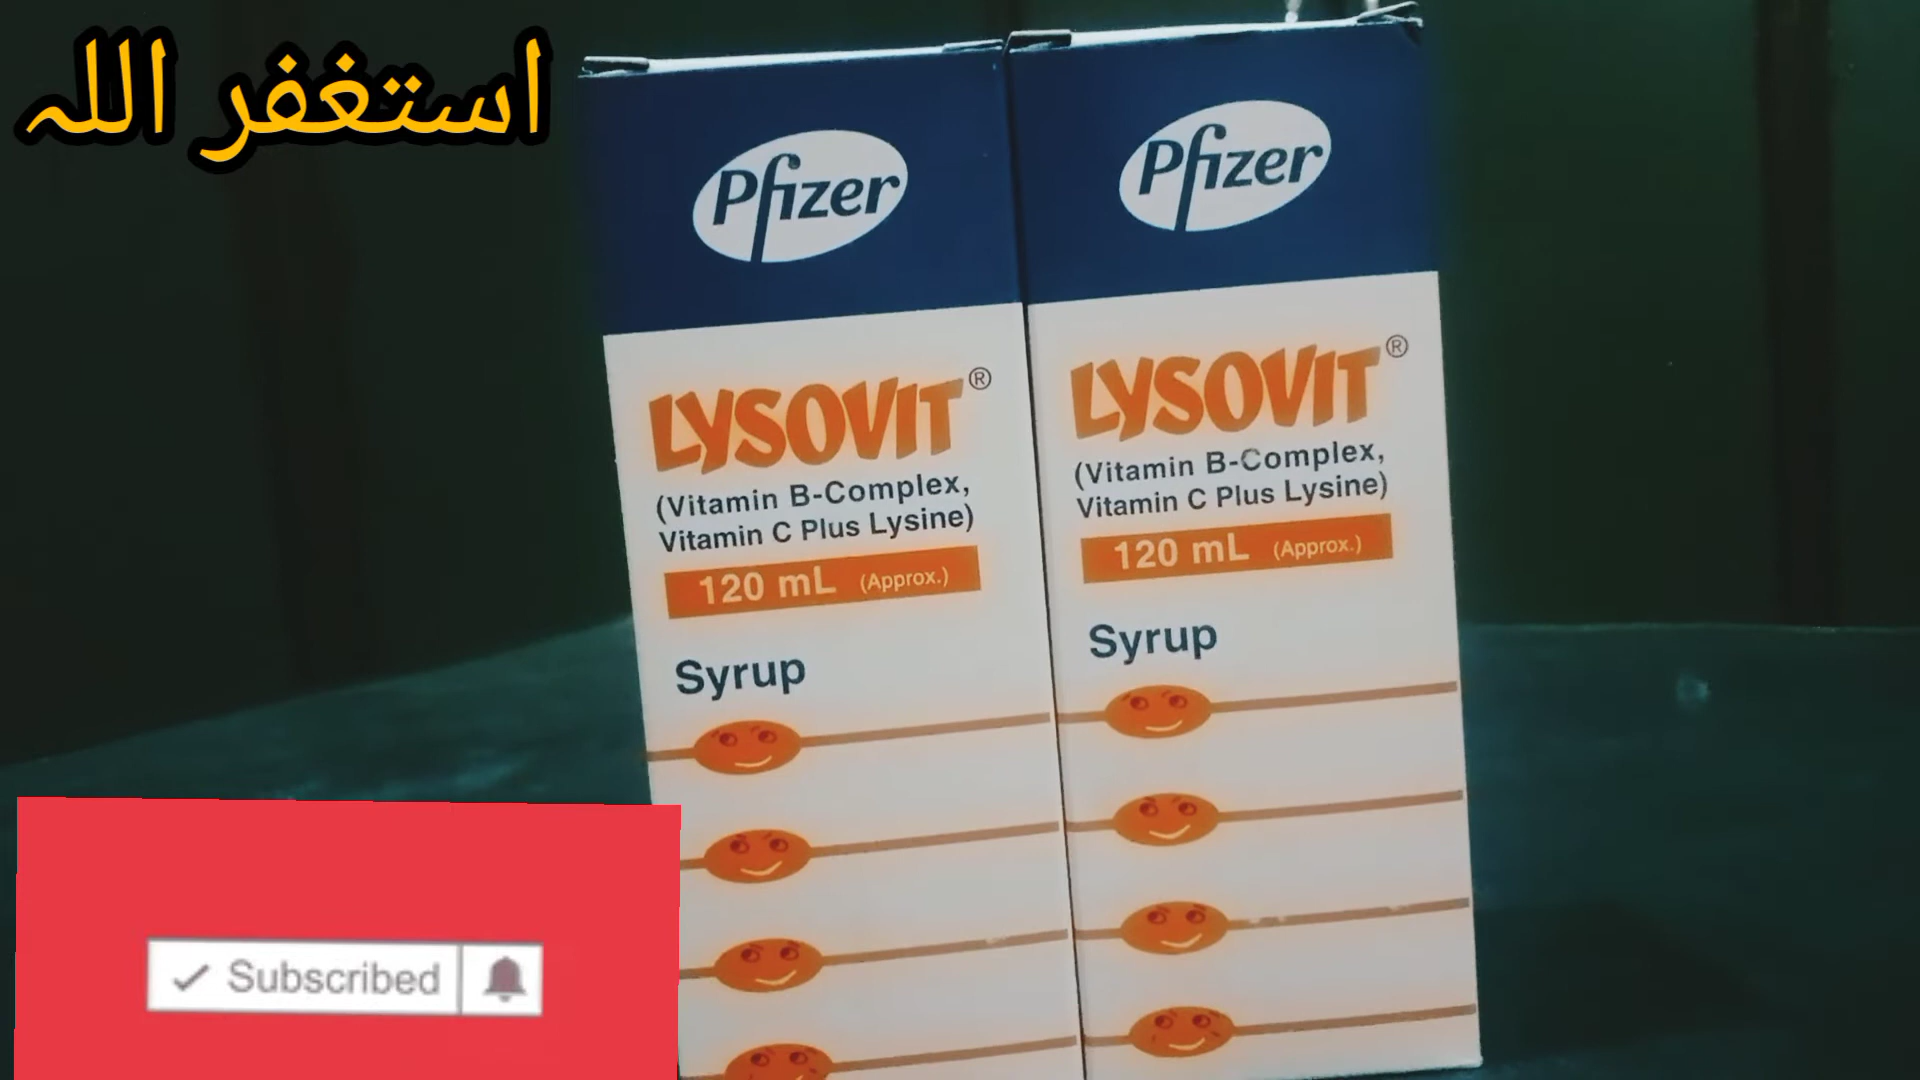 استغفر اللہ
Pfizer
LYSOVIT®
(Vitamin B-Complex,
Vitamin C Plus Lysine)
120 mL (Approx.)
Syrup
Pfizer
LYSOVIT®
(Vitamin B-Complex,
Vitamin C Plus Lysine)
120 mL (Approx.)
Syrup
Subscribed